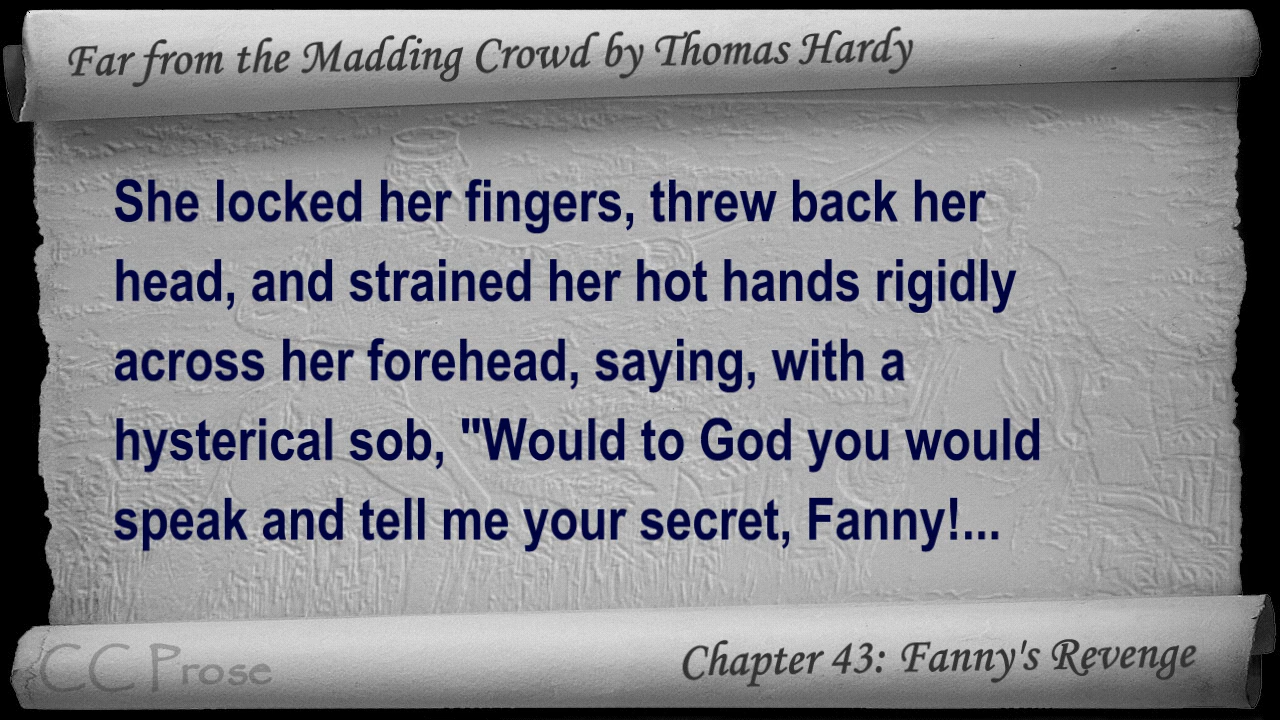 Far from the Madding Crowd by Thomas Hardy
She locked her fingers, threw back her
head, and strained her hot hands rigidly
across her forehead, saying, with a
hysterical sob, "Would to God you would
speak and tell me your secret, Fanny!...
CC Prose
Chapter 43: Fanny's Revenge